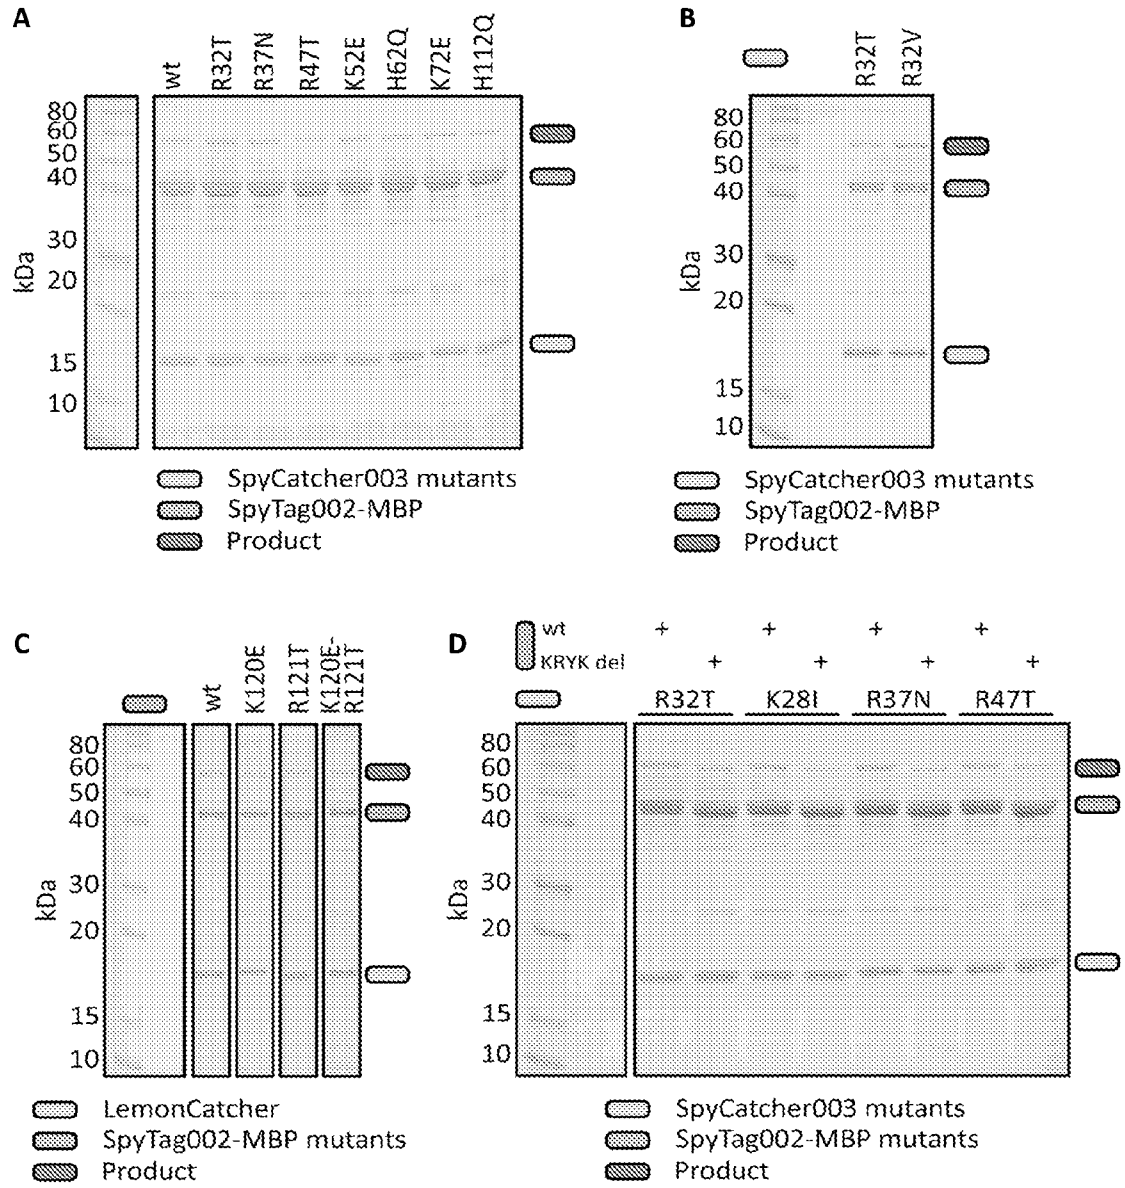 A
wt
R32T
R37N
R47T
K52E
H62Q
K72E
H112Q
80
60
50
40
30
20
15
10
kDa
SpyCatcher003 mutants
SpyTag002-MBP
Product
B
R32T
R32V
80
60
50
40
30
20
15
10
kDa
SpyCatcher003 mutants
SpyTag002-MBP
Product
C
wt
K120E
R121T
K120E-
R121T
80
60
50
40
30
20
15
10
kDa
LemonCatcher
SpyTag002-MBP mutants
Product
D
wt + + + +
KRYK del + + + +
R32T K28I R37N R47T
80
60
50
40
30
20
15
10
kDa
SpyCatcher003 mutants
SpyTag002-MBP mutants
Product